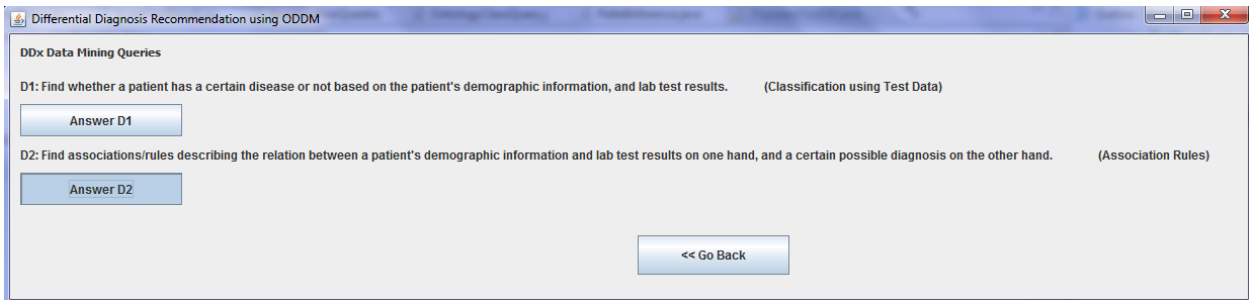 Differential Diagnosis Recommendation using ODDM
DDx Data Mining Queries
D1: Find whether a patient has a certain disease or not based on the patient's demographic information, and lab test results. (Classification using Test Data)
Answer D1
D2: Find associations/rules describing the relation between a patient's demographic information and lab test results on one hand, and a certain possible diagnosis on the other hand. (Association Rules)
Answer D2
<< Go Back